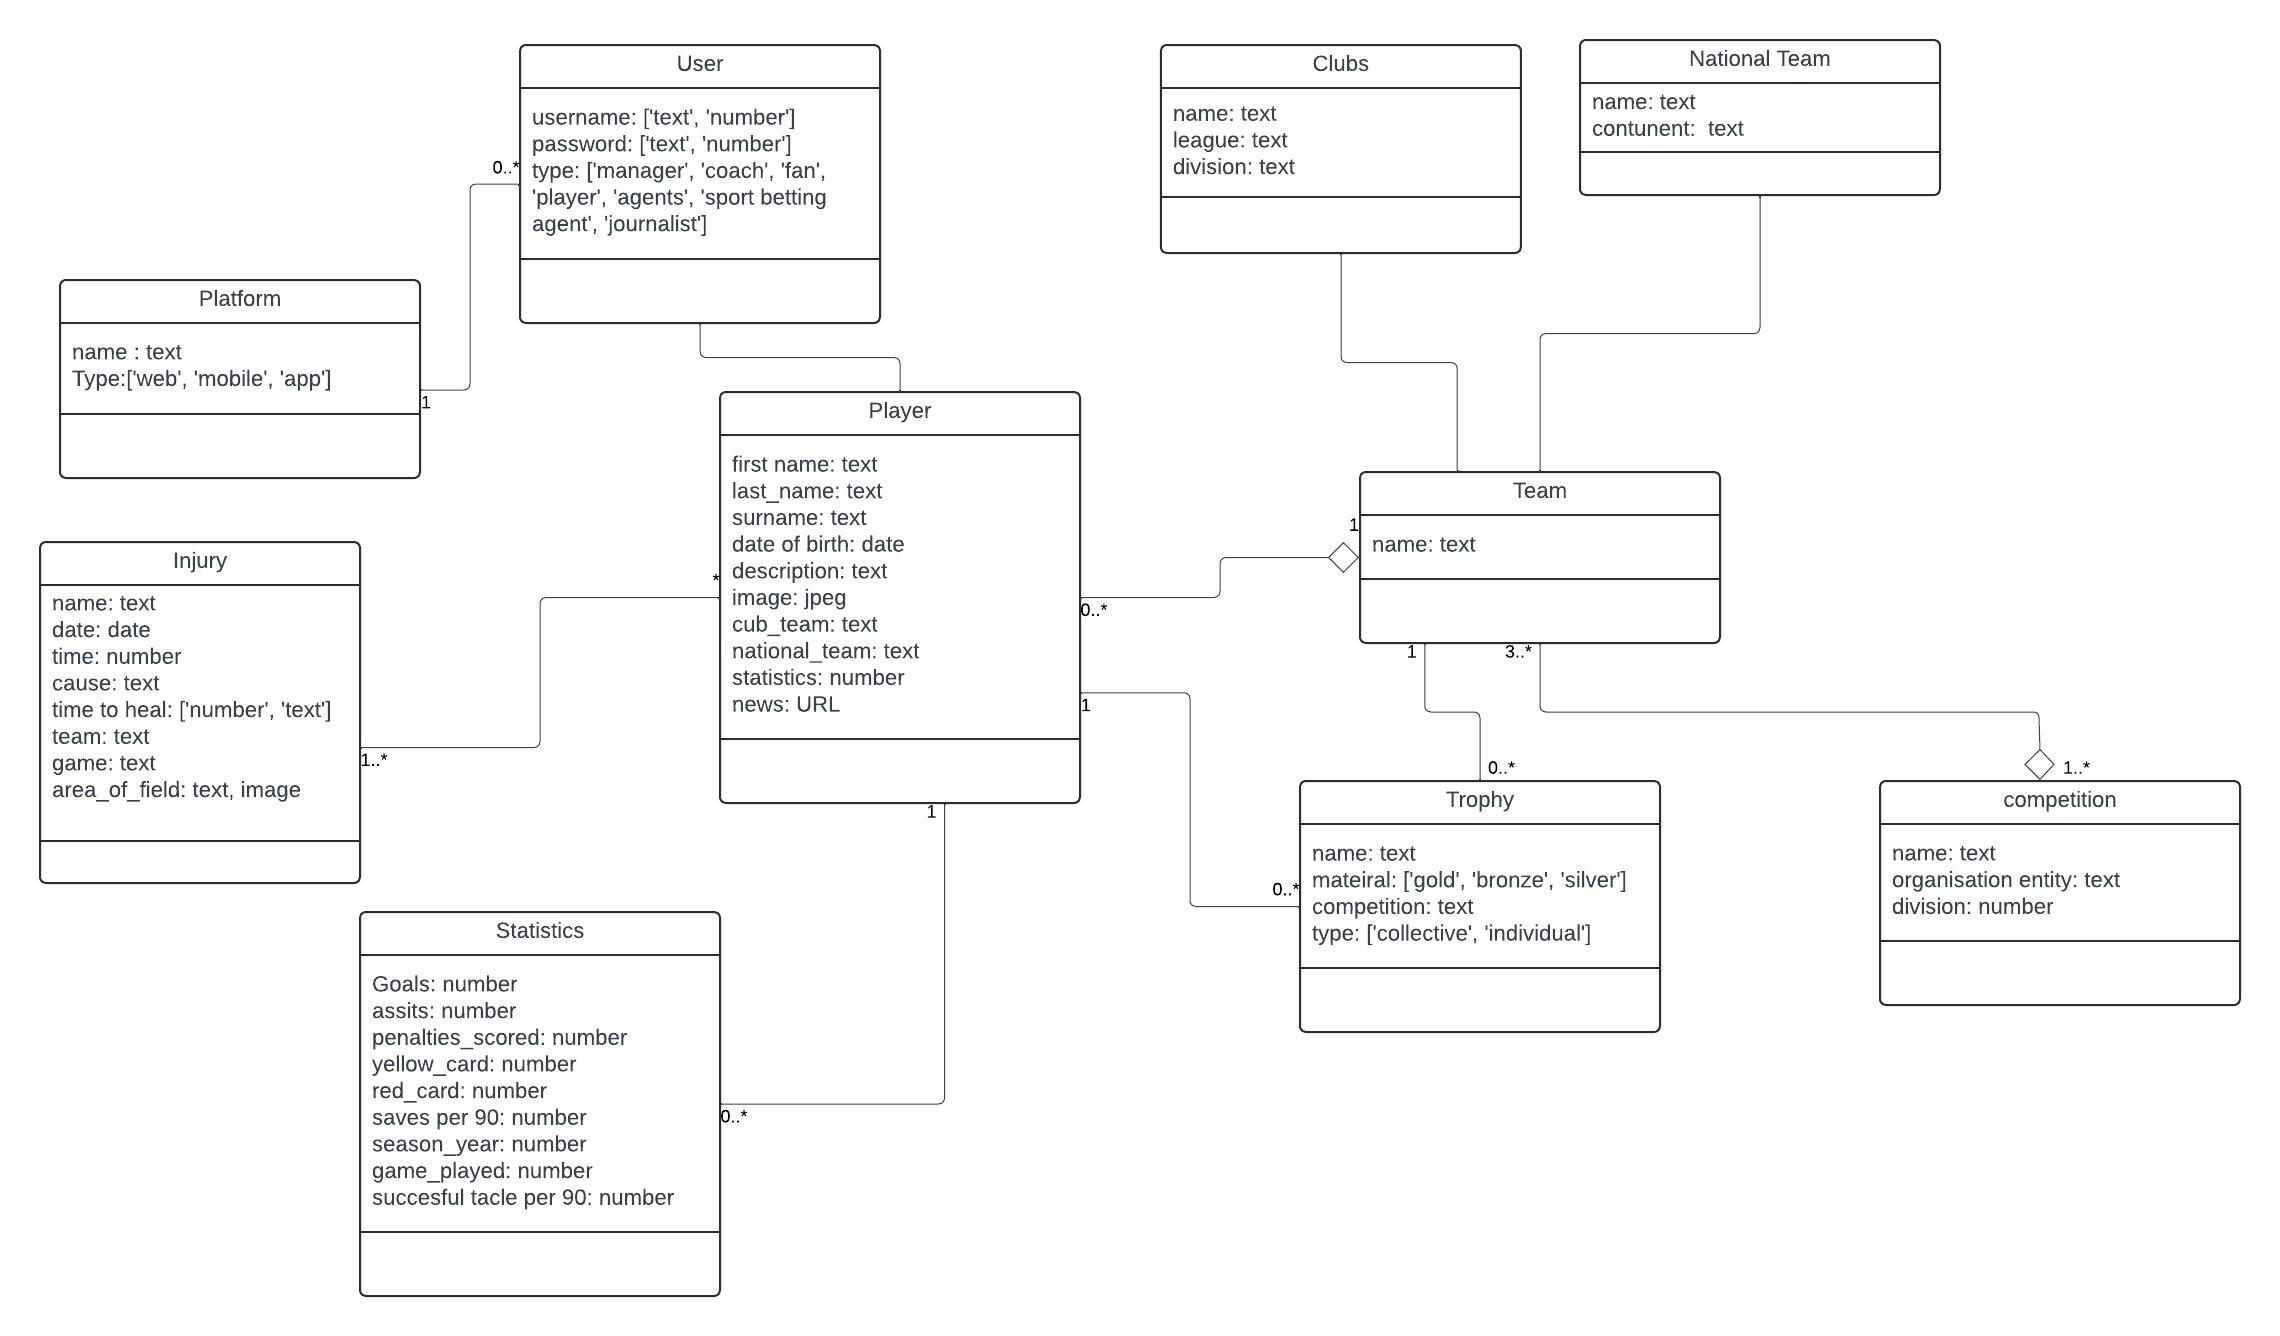 User
username: ['text', 'number']
password: ['text', 'number']
type: ['manager', 'coach', 'fan',
'player', 'agents', 'sport betting
agent', 'journalist']
0..*
Clubs
name: text
league: text
division: text
National Team
name: text
contunent:  text
Platform
name : text
Type:['web', 'mobile', 'app']
1
Player
first name: text
last_name: text
surname: text
date of birth: date
description: text
image: jpeg
cub_team: text
national_team: text
statistics: number
news: URL
*
0..*
1
1
Team
name: text
1
1
3..*
Injury
name: text
date: date
time: number
cause: text
time to heal: ['number', 'text']
team: text
game: text
area_of_field: text, image
1..*
Trophy
name: text
mateiral: ['gold', 'bronze', 'silver']
competition: text
type: ['collective', 'individual']
0..*
0..*
competition
name: text
organisation entity: text
division: number
1..*
Statistics
Goals: number
assits: number
penalties_scored: number
yellow_card: number
red_card: number
saves per 90: number
season_year: number
game_played: number
succesful tacle per 90: number
0..*